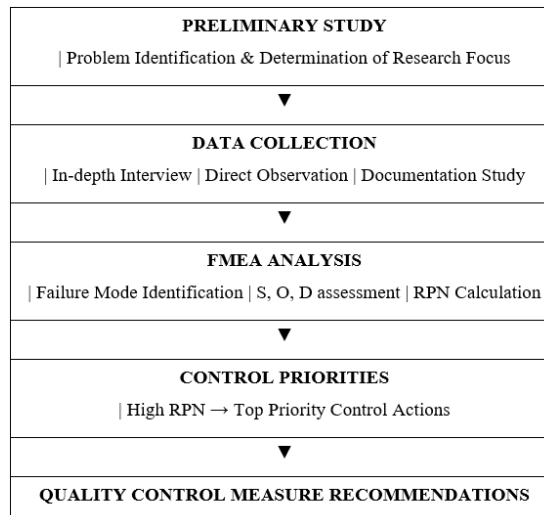 PRELIMINARY STUDY
| Problem Identification & Determination of Research Focus
▼
DATA COLLECTION
| In-depth Interview | Direct Observation | Documentation Study
▼
FMEA ANALYSIS
| Failure Mode Identification | S, O, D assessment | RPN Calculation
▼
CONTROL PRIORITIES
| High RPN → Top Priority Control Actions
▼
QUALITY CONTROL MEASURE RECOMMENDATIONS